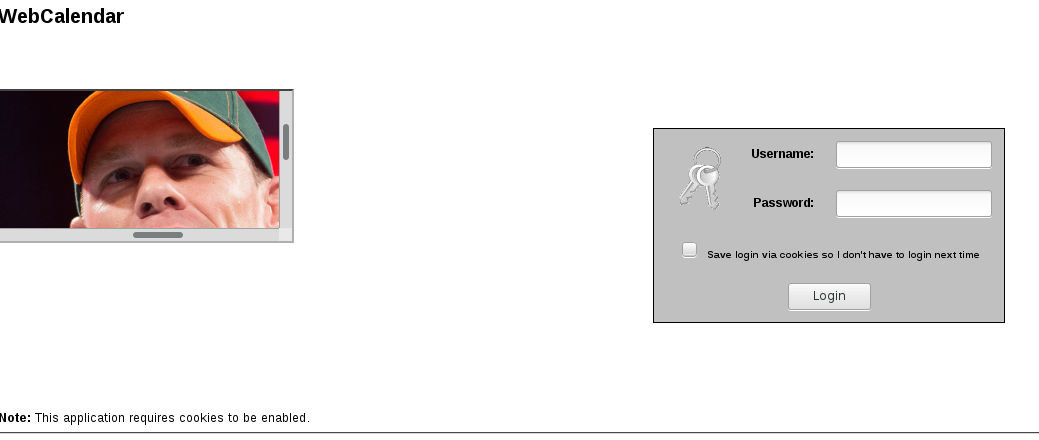 WebCalendar
Username:
Password:
Save login via cookies so I don't have to login next time
Login
Note: This application requires cookies to be enabled.